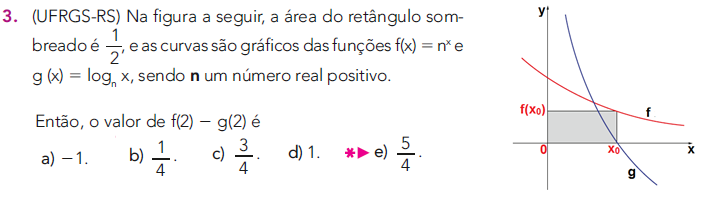 3. (UFRGS-RS) Na figura a seguir, a área do retângulo som-
breado é 1/2, e as curvas são gráficos das funções f(x) = nˣ e
g (x) = logₙ x, sendo n um número real positivo.
Então, o valor de f(2) − g(2) é
a) −1. b) 1/4. c) 3/4. d) 1. *▶ e) 5/4.
y
f(x₀)
f
0
x₀
x
g